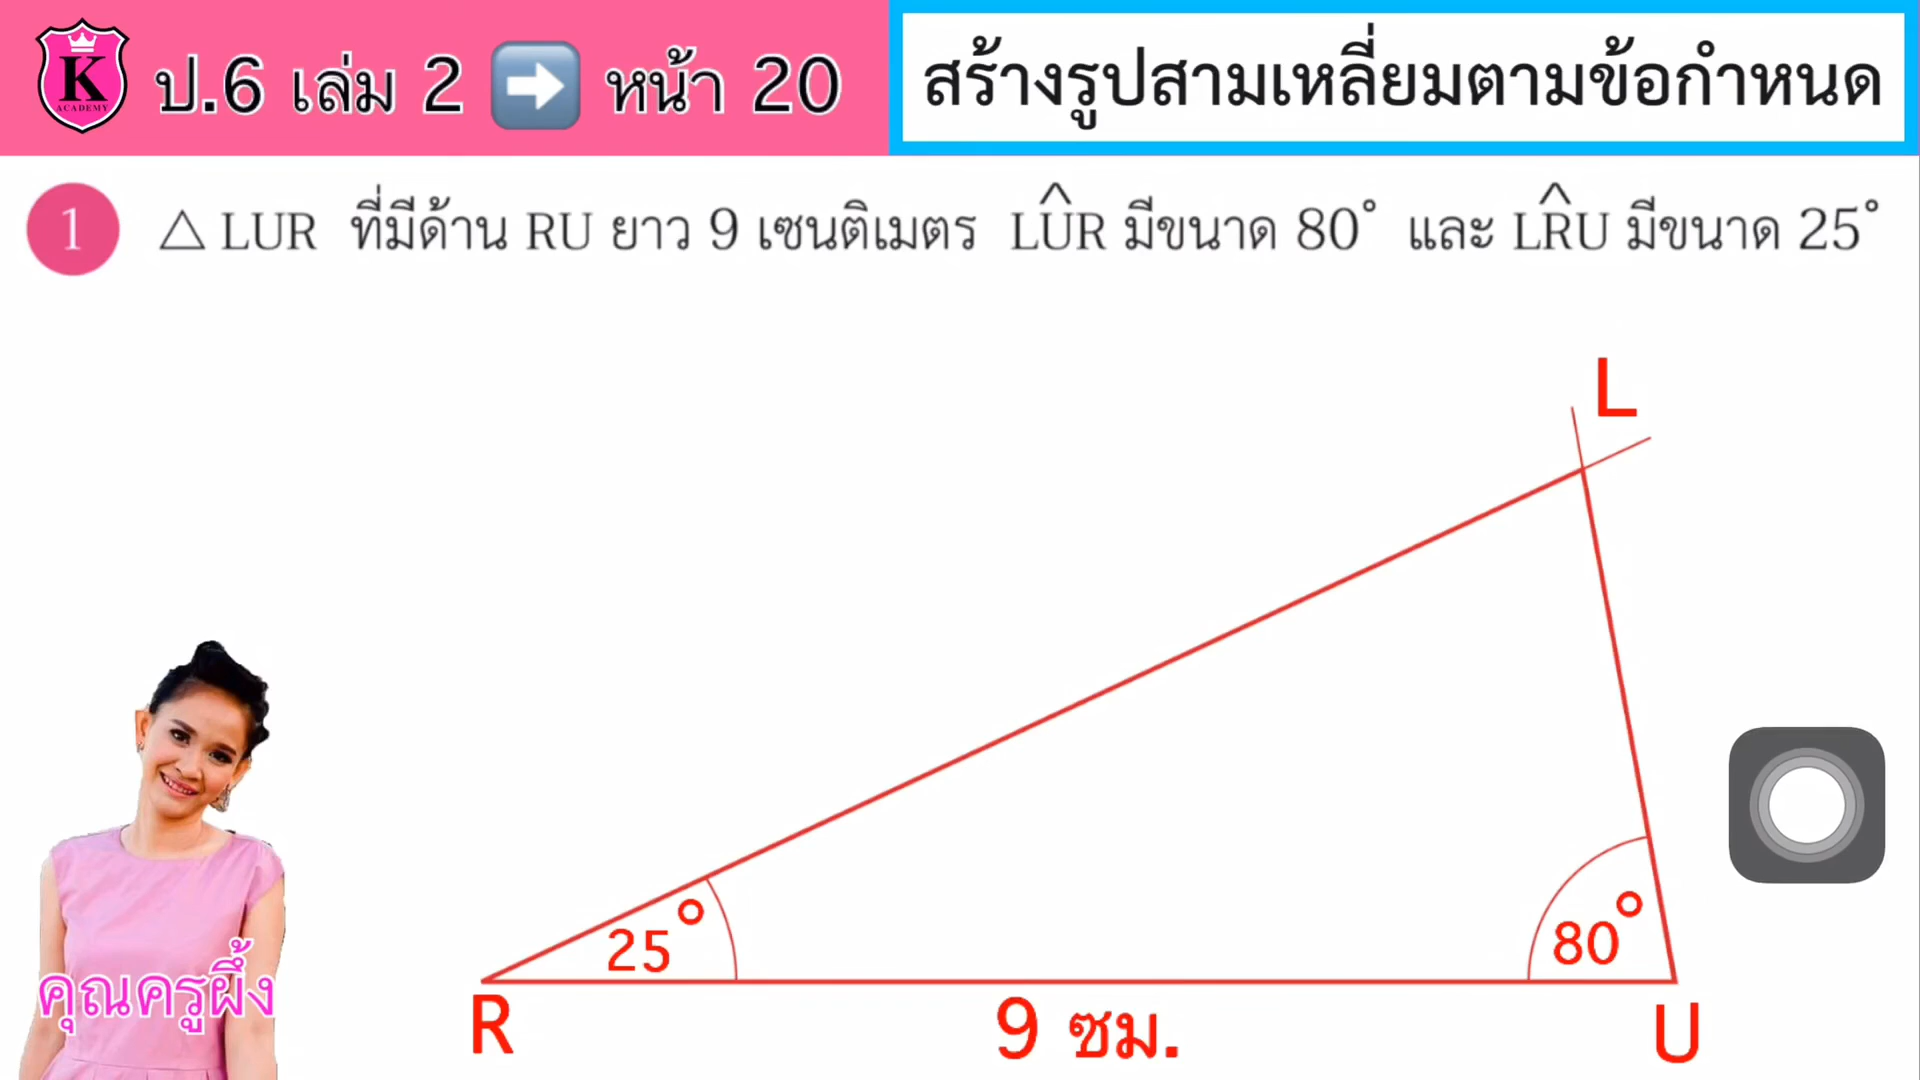 K
ACADEMY
ป.6 เล่ม 2 ➡ หน้า 20
สร้างรูปสามเหลี่ยมตามข้อกำหนด
1 △ LUR ที่มีด้าน RU ยาว 9 เซนติเมตร LÛR มีขนาด 80° และ LR̂U มีขนาด 25°
L
25°
80°
R
9 ซม.
U
คุณครูผึ้ง